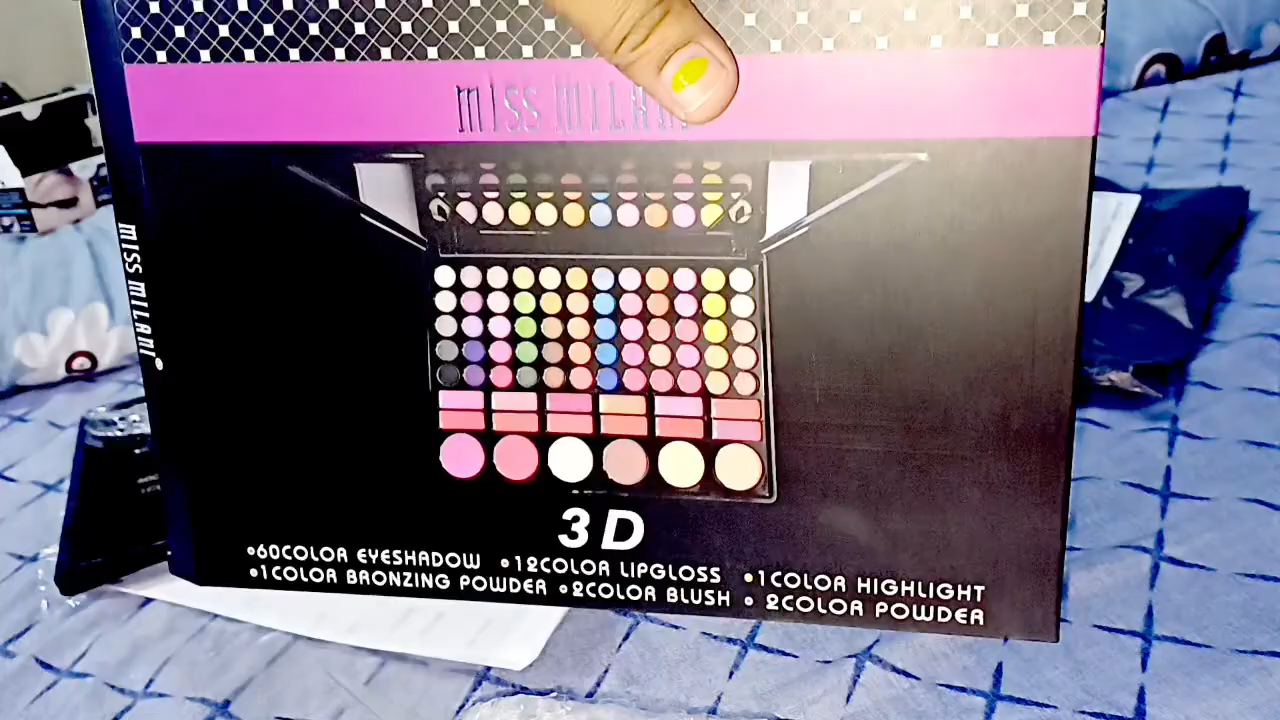 MISS MILANI
MISS MILANI®
3D
•60COLOR EYESHADOW •12COLOR LIPGLOSS •1COLOR HIGHLIGHT
•1COLOR BRONZING POWDER •2COLOR BLUSH • 2COLOR POWDER